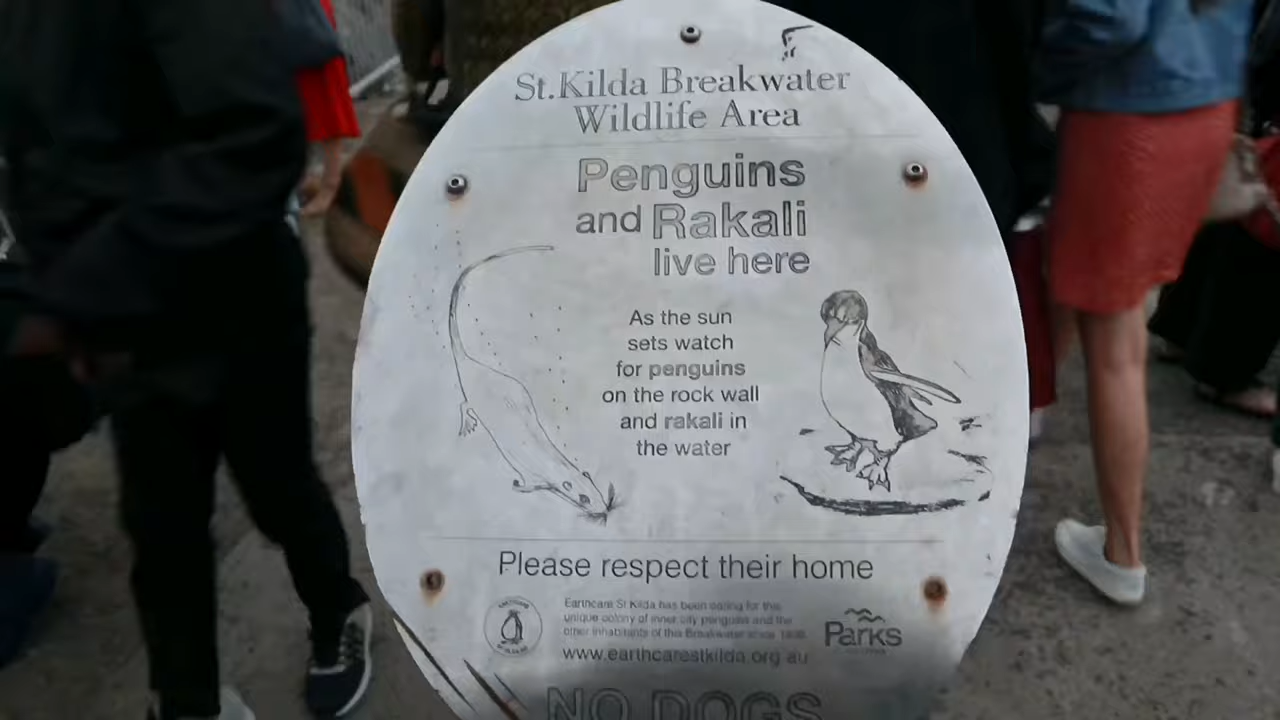 St.Kilda Breakwater
Wildlife Area
Penguins
and Rakali
live here
As the sun
sets watch
for penguins
on the rock wall
and rakali in
the water
Please respect their home
Earthcare St Kilda has been caring for this
unique colony of inner city penguins and the
other inhabitants of this Breakwater since
www.earthcarestkilda.org.au
Parks
NO DOGS